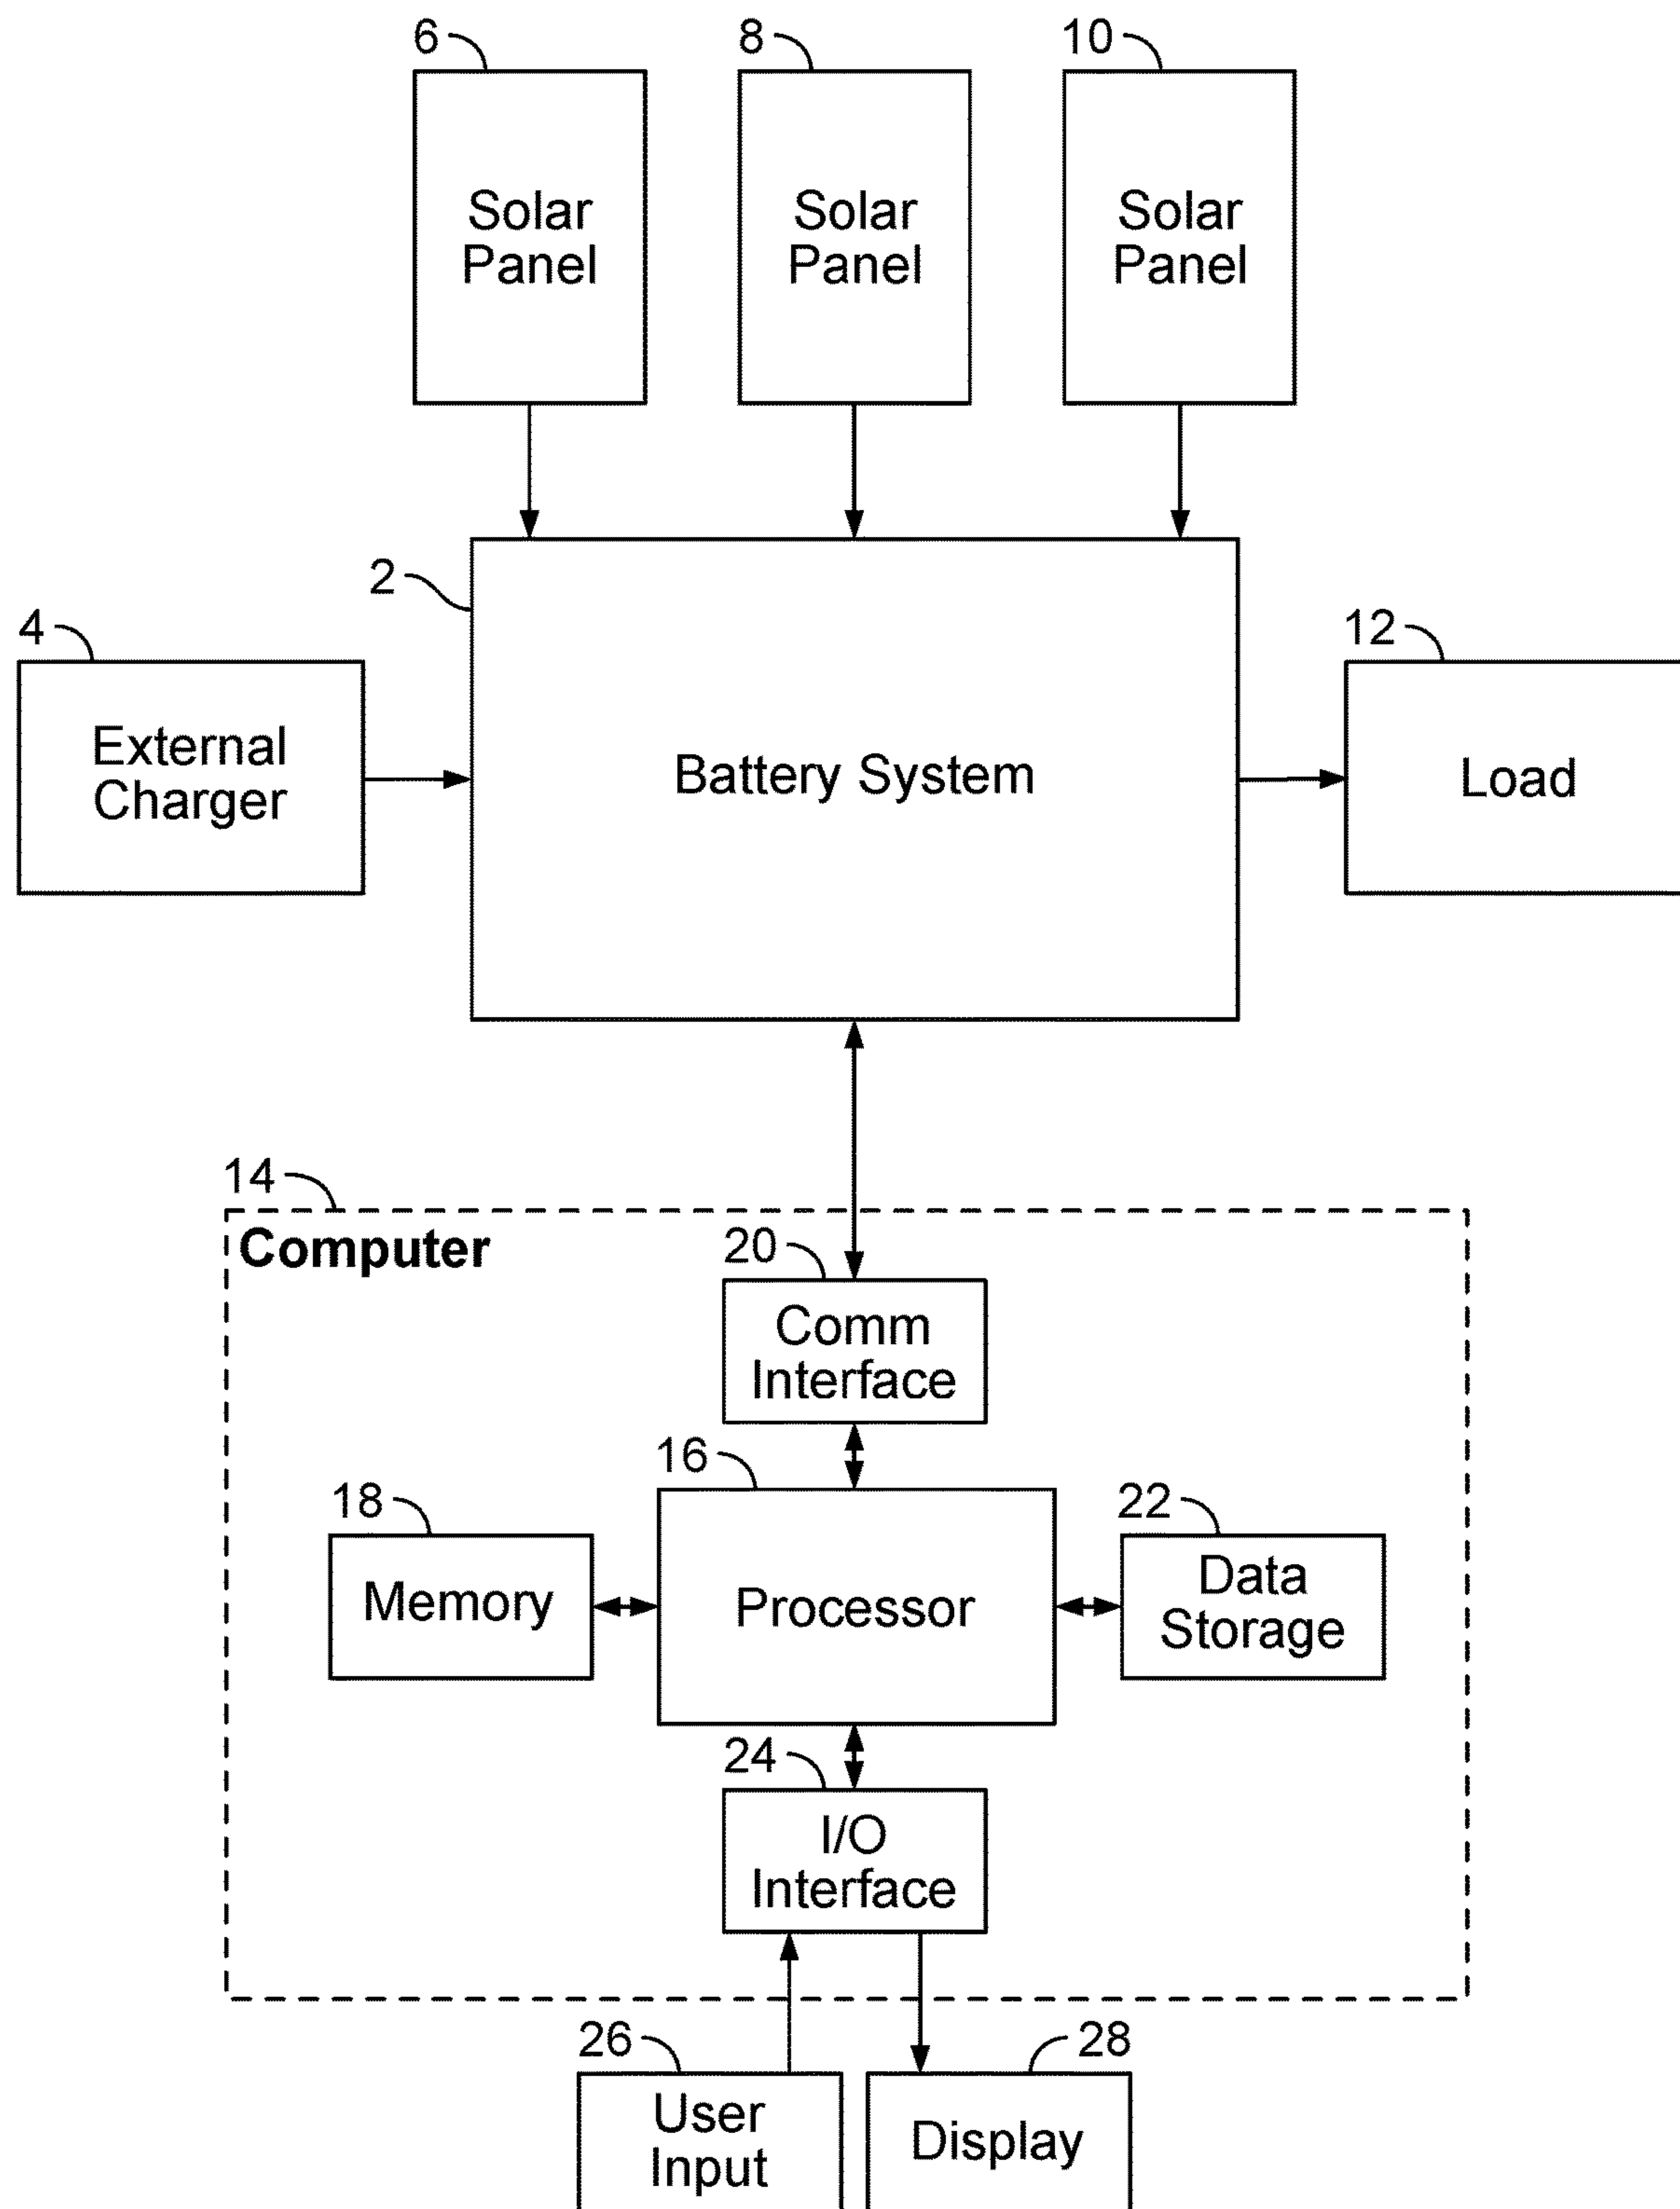 6
8
10
Solar
Panel
Solar
Panel
Solar
Panel
2
4
12
External
Charger
Battery System
Load
14
Computer
20
Comm
Interface
16
18
22
Memory
Processor
Data
Storage
24
I/O
Interface
26
28
User
Input
Display